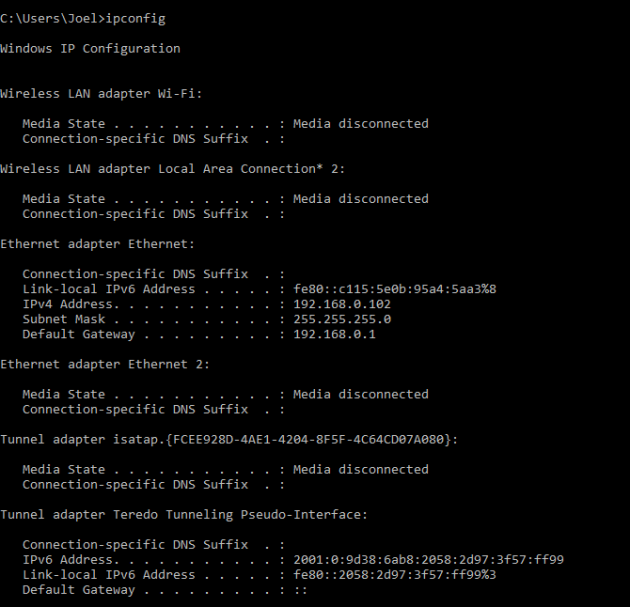 C:\Users\Joel>ipconfig
Windows IP Configuration
Wireless LAN adapter Wi-Fi:
Media State . . . . . . . . . . . : Media disconnected
Connection-specific DNS Suffix  . :
Wireless LAN adapter Local Area Connection* 2:
Media State . . . . . . . . . . . : Media disconnected
Connection-specific DNS Suffix  . :
Ethernet adapter Ethernet:
Connection-specific DNS Suffix  . :
Link-local IPv6 Address . . . . . : fe80::c115:5e0b:95a4:5aa3%8
IPv4 Address. . . . . . . . . . . : 192.168.0.102
Subnet Mask . . . . . . . . . . . : 255.255.255.0
Default Gateway . . . . . . . . . : 192.168.0.1
Ethernet adapter Ethernet 2:
Media State . . . . . . . . . . . : Media disconnected
Connection-specific DNS Suffix  . :
Tunnel adapter isatap.{FCEE928D-4AE1-4204-8F5F-4C64CD07A080}:
Media State . . . . . . . . . . . : Media disconnected
Connection-specific DNS Suffix  . :
Tunnel adapter Teredo Tunneling Pseudo-Interface:
Connection-specific DNS Suffix  . :
IPv6 Address. . . . . . . . . . . : 2001:0:9d38:6ab8:2058:2d97:3f57:ff99
Link-local IPv6 Address . . . . . : fe80::2058:2d97:3f57:ff99%3
Default Gateway . . . . . . . . . : ::